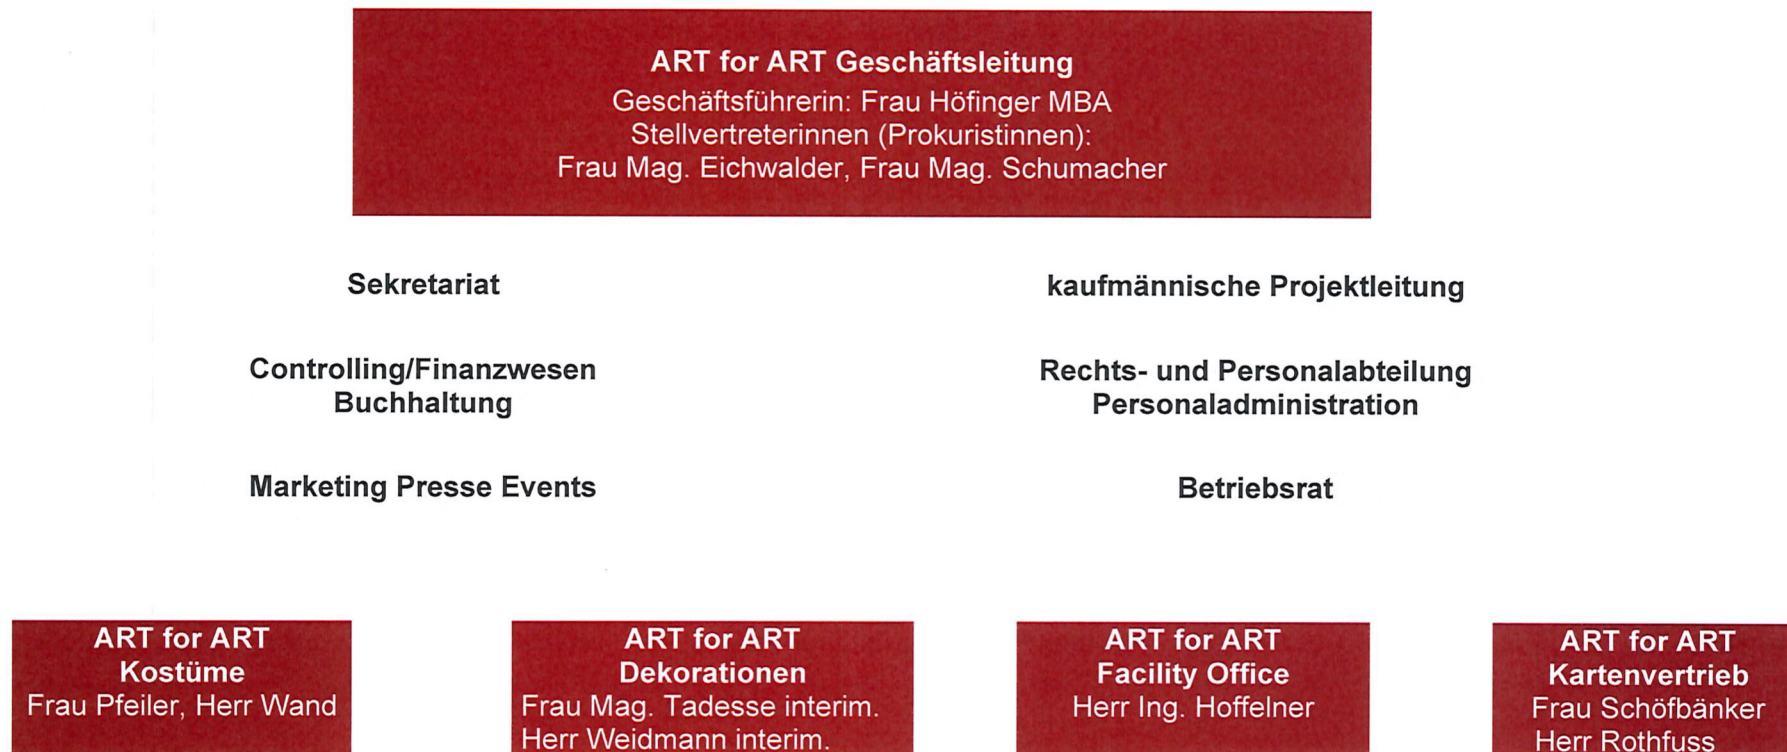 ART for ART Geschäftsleitung
Geschäftsführerin: Frau Höfinger MBA
Stellvertreterinnen (Prokuristinnen):
Frau Mag. Eichwalder, Frau Mag. Schumacher
Sekretariat
kaufmännische Projektleitung
Controlling/Finanzwesen
Buchhaltung
Rechts- und Personalabteilung
Personaladministration
Marketing Presse Events
Betriebsrat
ART for ART
Kostüme
Frau Pfeiler, Herr Wand
ART for ART
Dekorationen
Frau Mag. Tadesse interim.
Herr Weidmann interim.
ART for ART
Facility Office
Herr Ing. Hoffelner
ART for ART
Kartenvertrieb
Frau Schöfbänker
Herr Rothfuss